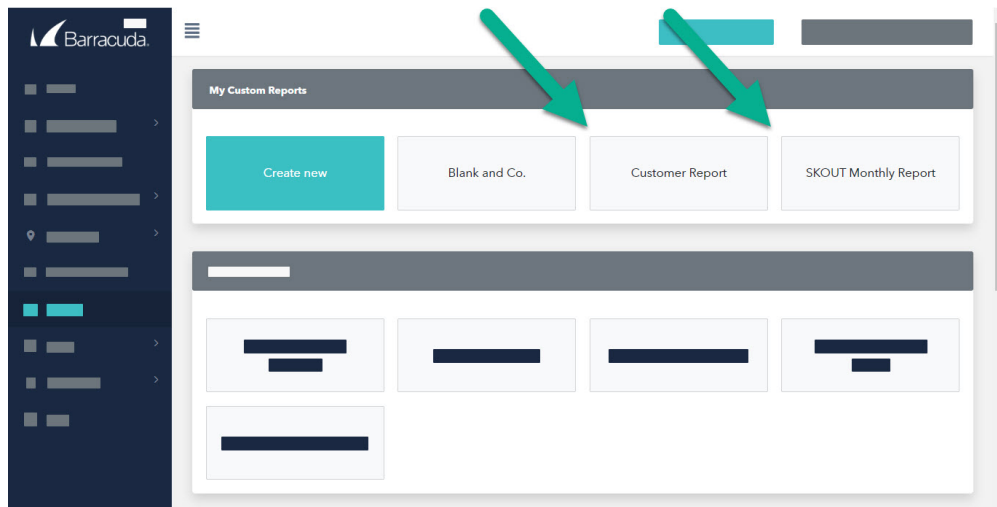 Barracuda.
My Custom Reports
Create new
Blank and Co.
Customer Report
SKOUT Monthly Report